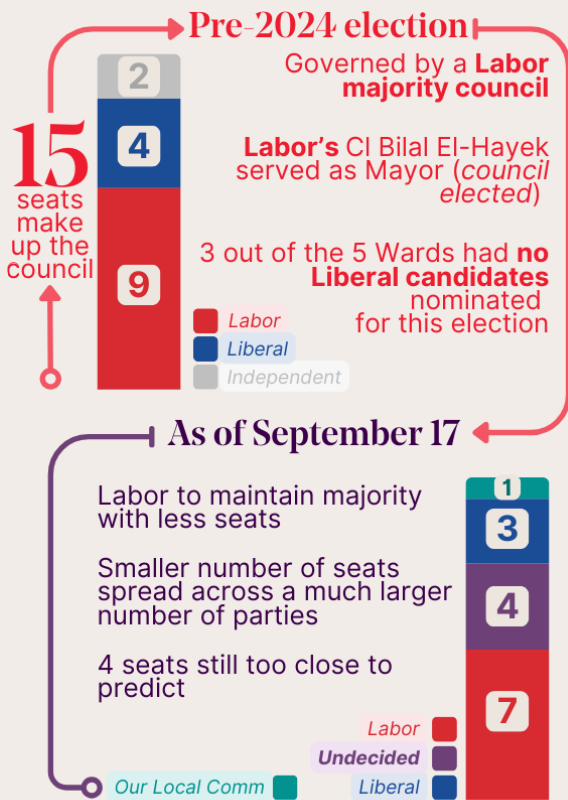 Pre-2024 election
Governed by a Labor
majority council
2
4
9
15
seats
make
up the
council
Labor's Cl Bilal El-Hayek
served as Mayor (council
elected)
3 out of the 5 Wards had no
Liberal candidates
nominated
for this election
Labor
Liberal
Independent
As of September 17
Labor to maintain majority
with less seats
Smaller number of seats
spread across a much larger
number of parties
4 seats still too close to
predict
1
3
4
7
Labor
Undecided
Our Local Comm
Liberal